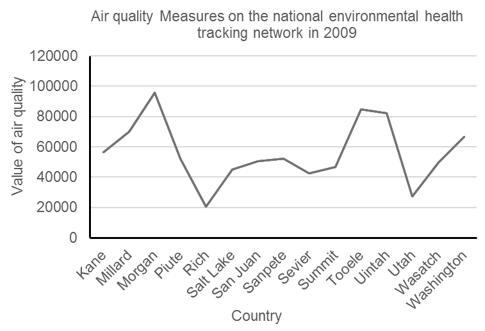 Air quality Measures on the national environmental health
tracking network in 2009
Value of air quality
120000
100000
80000
60000
40000
20000
0
Kane
Millard
Morgan
Piute
Rich
Salt Lake
San Juan
Sanpete
Sevier
Summit
Tooele
Uintah
Utah
Wasatch
Washington
Country